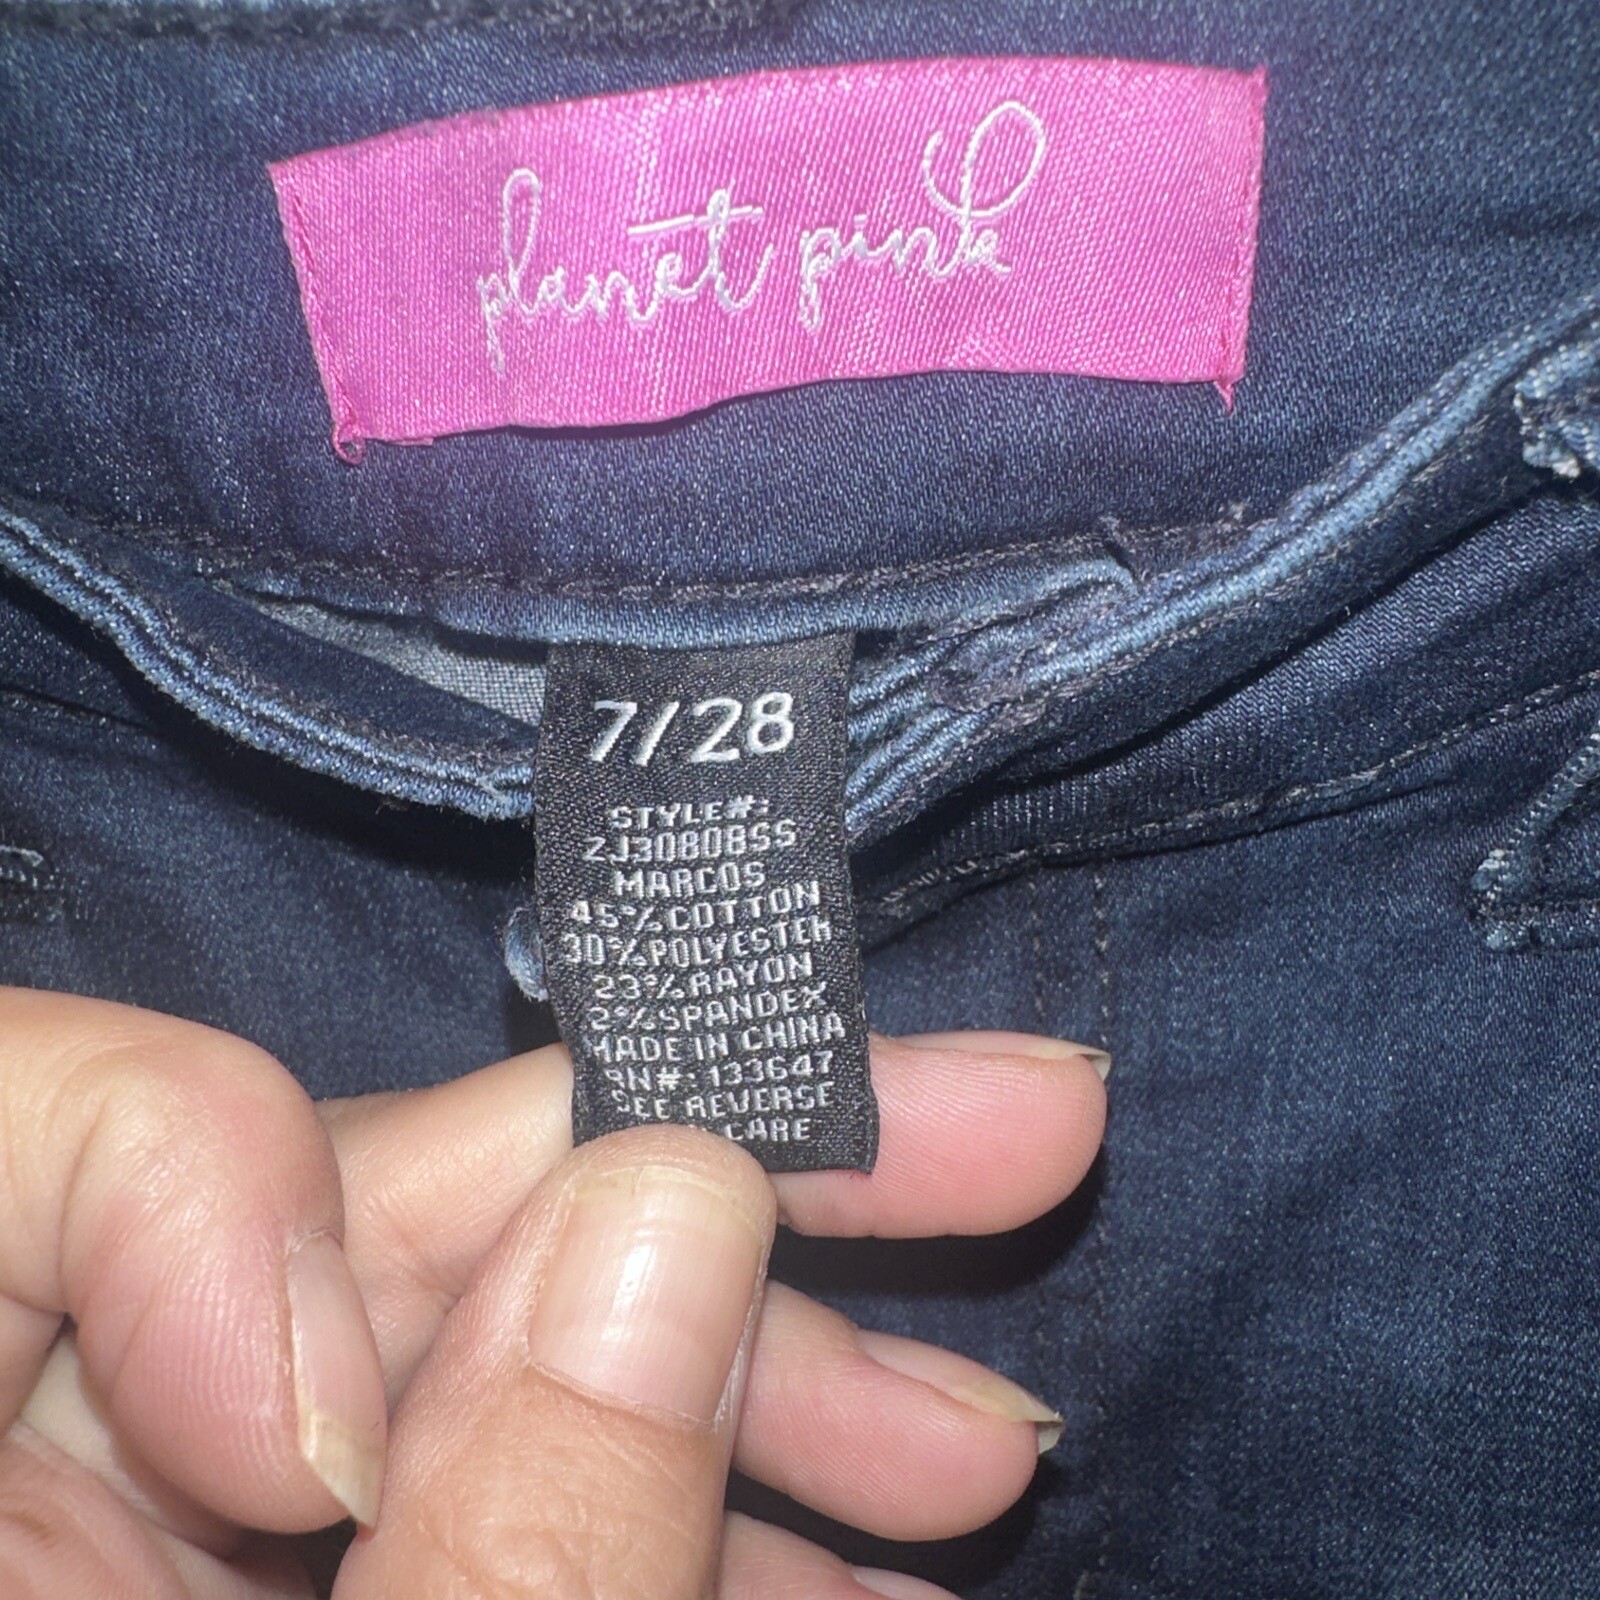 planet pink
7/28
STYLE#:
ZJ3080BSS
MARCOS
45%COTTON
30%POLYESTER
23%RAYON
2%SPANDEX
MADE IN CHINA
RN#:133647
SEE REVERSE
CARE